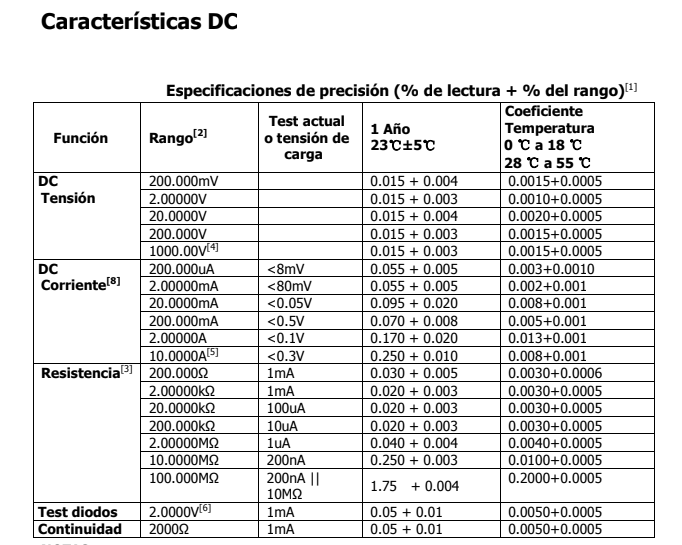 Características DC
Especificaciones de precisión (% de lectura + % del rango)[1]
Función Rango[2] Test actual o tensión de carga 1 Año 23℃±5℃ Coeficiente Temperatura 0 ℃ a 18 ℃ 28 ℃ a 55 ℃
DC Tensión 200.000mV 0.015 + 0.004 0.0015+0.0005
2.00000V 0.015 + 0.003 0.0010+0.0005
20.0000V 0.015 + 0.004 0.0020+0.0005
200.000V 0.015 + 0.003 0.0015+0.0005
1000.00V[4] 0.015 + 0.003 0.0015+0.0005
DC Corriente[8] 200.000uA <8mV 0.055 + 0.005 0.003+0.0010
2.00000mA <80mV 0.055 + 0.005 0.002+0.001
20.0000mA <0.05V 0.095 + 0.020 0.008+0.001
200.000mA <0.5V 0.070 + 0.008 0.005+0.001
2.00000A <0.1V 0.170 + 0.020 0.013+0.001
10.0000A[5] <0.3V 0.250 + 0.010 0.008+0.001
Resistencia[3] 200.000Ω 1mA 0.030 + 0.005 0.0030+0.0006
2.00000kΩ 1mA 0.020 + 0.003 0.0030+0.0005
20.0000kΩ 100uA 0.020 + 0.003 0.0030+0.0005
200.000kΩ 10uA 0.020 + 0.003 0.0030+0.0005
2.00000MΩ 1uA 0.040 + 0.004 0.0040+0.0005
10.0000MΩ 200nA 0.250 + 0.003 0.0100+0.0005
100.000MΩ 200nA || 10MΩ 1.75 + 0.004 0.2000+0.0005
Test diodos 2.0000V[6] 1mA 0.05 + 0.01 0.0050+0.0005
Continuidad 2000Ω 1mA 0.05 + 0.01 0.0050+0.0005